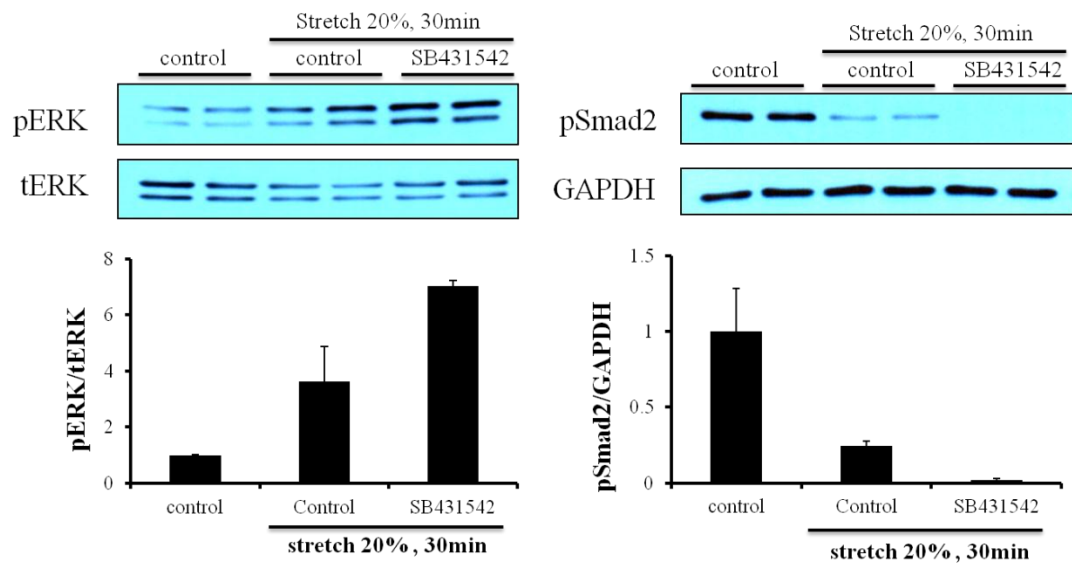 Stretch 20%, 30min
control control SB431542
pERK
tERK
8
6
4
2
0
pERK/tERK
control Control SB431542
stretch 20% , 30min
Stretch 20%, 30min
control control SB431542
pSmad2
GAPDH
1.5
1
0.5
0
pSmad2/GAPDH
control Control SB431542
stretch 20% , 30min